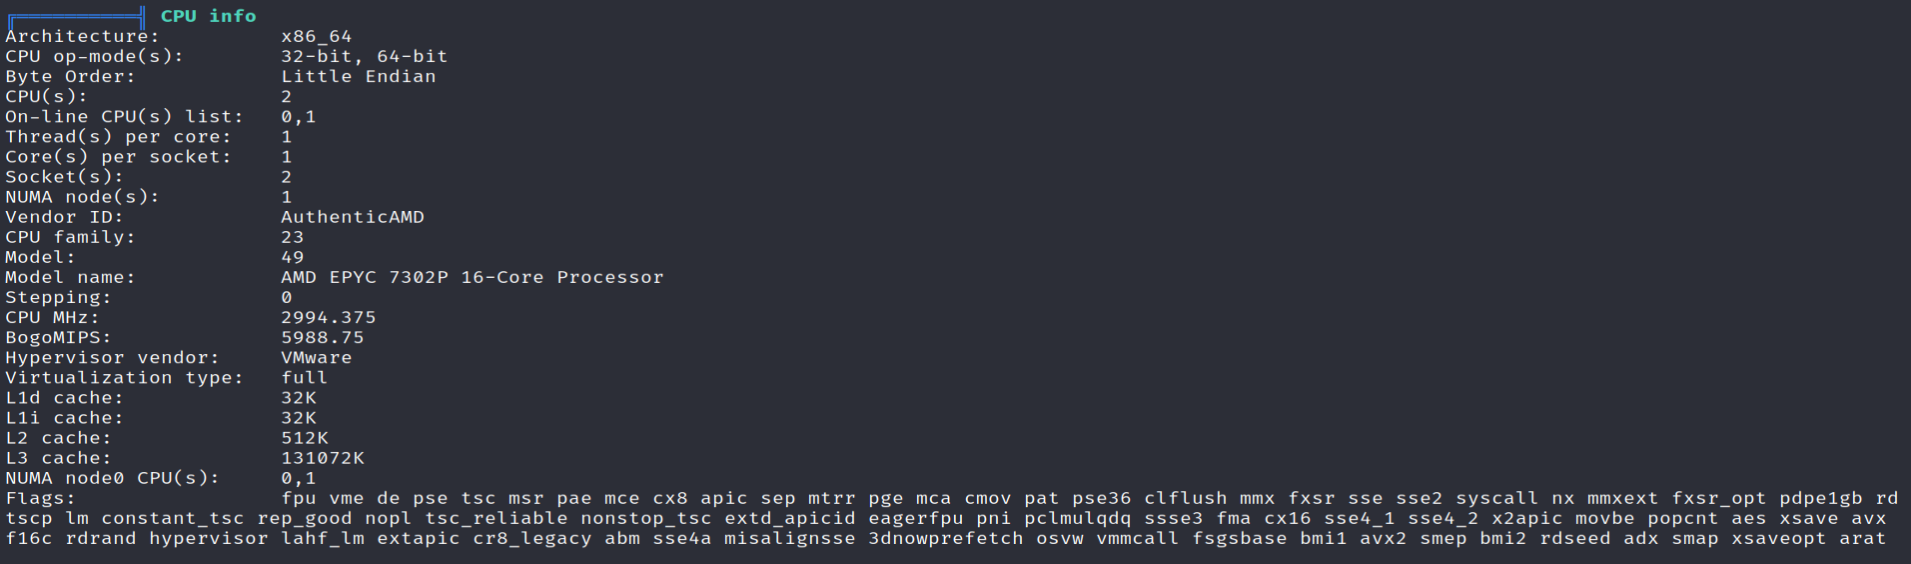 CPU info
Architecture: x86_64
CPU op-mode(s): 32-bit, 64-bit
Byte Order: Little Endian
CPU(s): 2
On-line CPU(s) list: 0,1
Thread(s) per core: 1
Core(s) per socket: 1
Socket(s): 2
NUMA node(s): 1
Vendor ID: AuthenticAMD
CPU family: 23
Model: 49
Model name: AMD EPYC 7302P 16-Core Processor
Stepping: 0
CPU MHz: 2994.375
BogoMIPS: 5988.75
Hypervisor vendor: VMware
Virtualization type: full
L1d cache: 32K
L1i cache: 32K
L2 cache: 512K
L3 cache: 131072K
NUMA node0 CPU(s): 0,1
Flags: fpu vme de pse tsc msr pae mce cx8 apic sep mtrr pge mca cmov pat pse36 clflush mmx fxsr sse sse2 syscall nx mmxext fxsr_opt pdpe1gb rd
tscp lm constant_tsc rep_good nopl tsc_reliable nonstop_tsc extd_apicid eagerfpu pni pclmulqdq ssse3 fma cx16 sse4_1 sse4_2 x2apic movbe popcnt aes xsave avx
f16c rdrand hypervisor lahf_lm extapic cr8_legacy abm sse4a misalignsse 3dnowprefetch osvw vmmcall fsgsbase bmi1 avx2 smep bmi2 rdseed adx smap xsaveopt arat